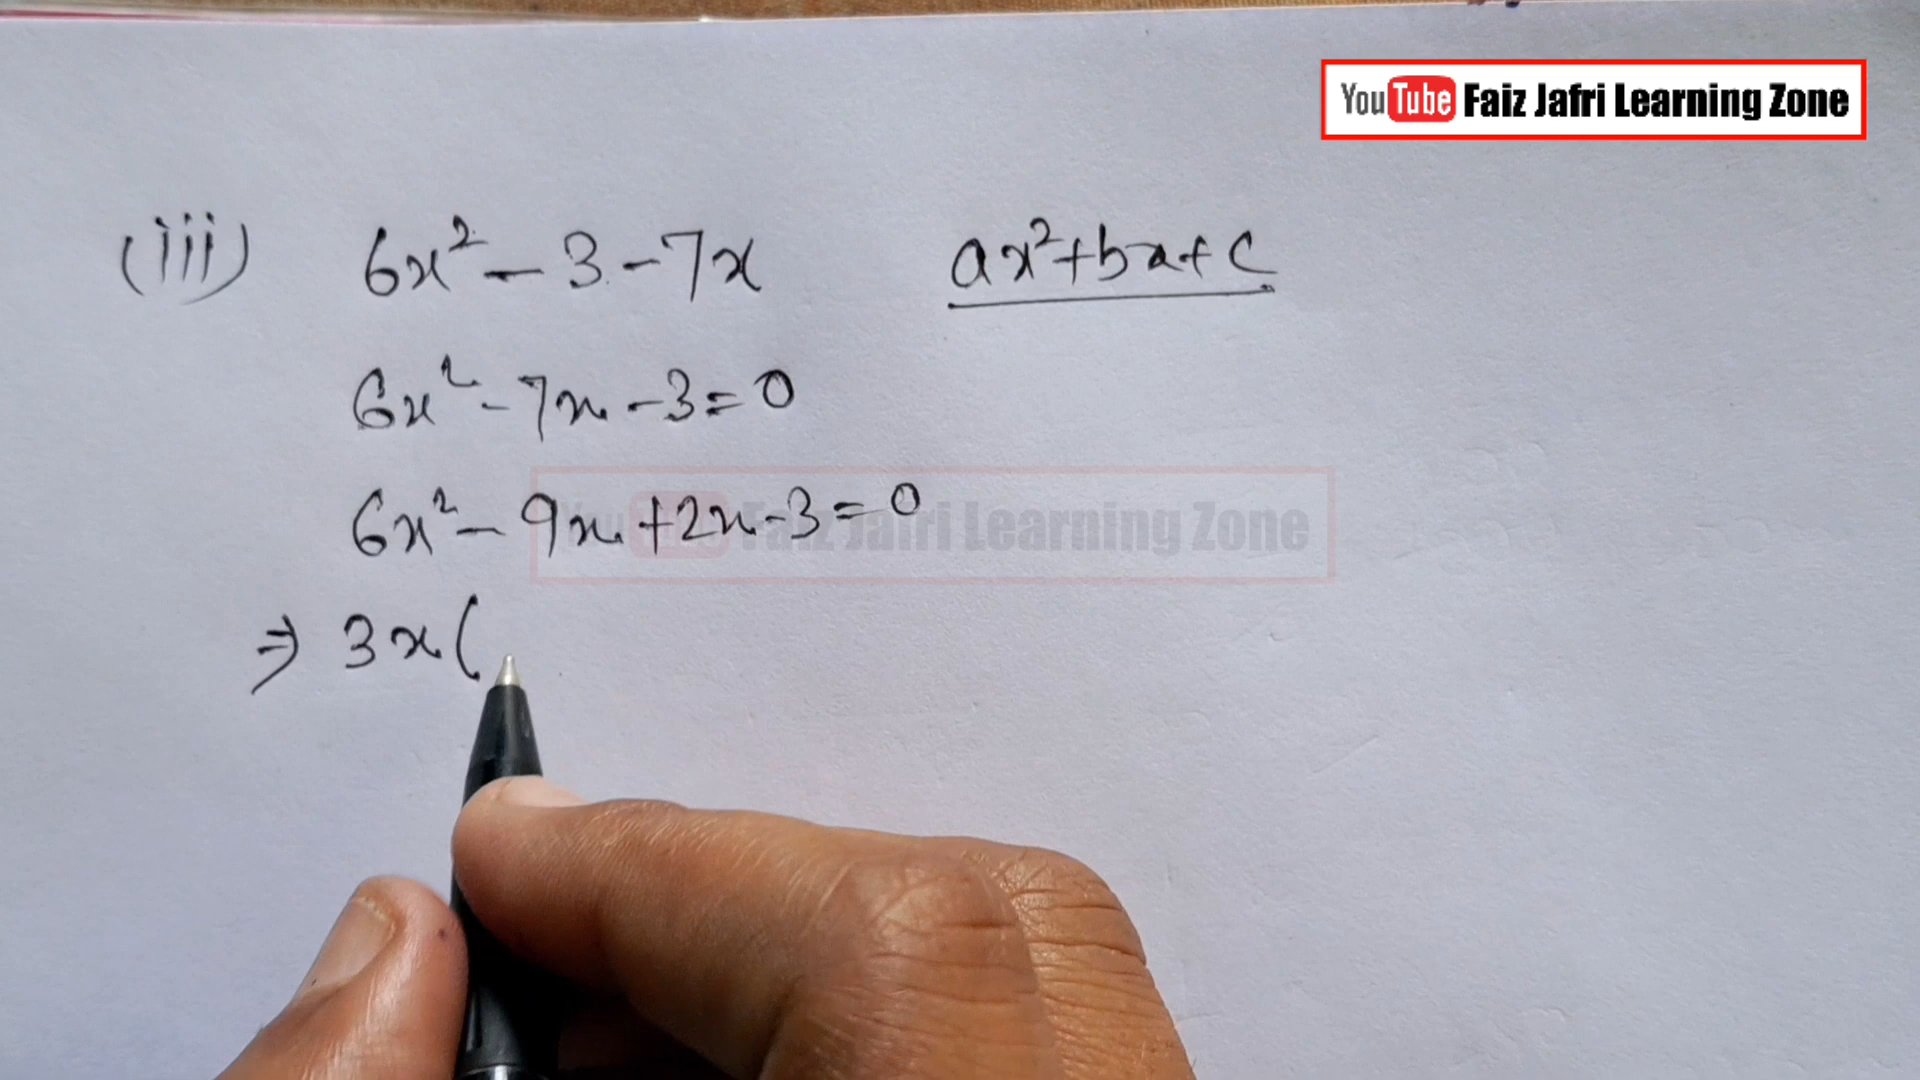 YouTube Faiz Jafri Learning Zone
(iii) 6x² - 3 - 7x ax²+bx+c
6x² - 7x - 3 = 0
6x² - 9x + 2x - 3 = 0
YouTube Faiz Jafri Learning Zone
⇒ 3x (